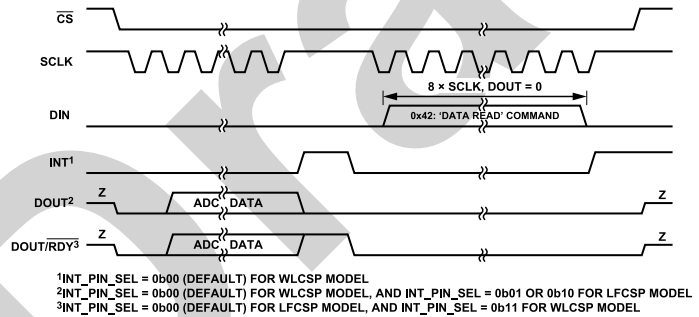 CS
SCLK
8 × SCLK, DOUT = 0
DIN
0x42: 'DATA READ' COMMAND
INT1
Z
Z
DOUT2
ADC DATA
Z
Z
DOUT/RDY3
ADC DATA
1INT_PIN_SEL = 0b00 (DEFAULT) FOR WLCSP MODEL
2INT_PIN_SEL = 0b00 (DEFAULT) FOR WLCSP MODEL, AND INT_PIN_SEL = 0b01 OR 0b10 FOR LFCSP MODEL
3INT_PIN_SEL = 0b00 (DEFAULT) FOR LFCSP MODEL, AND INT_PIN_SEL = 0b11 FOR WLCSP MODEL